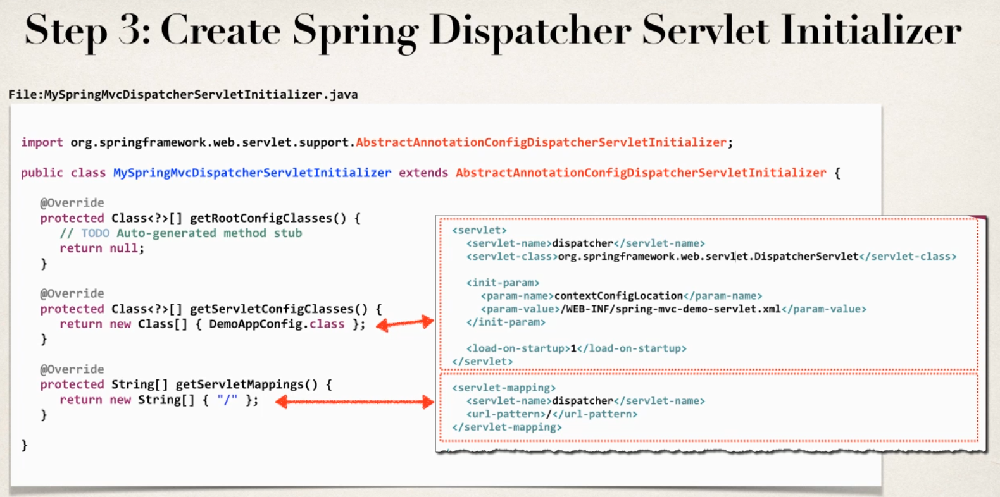 Step 3: Create Spring Dispatcher Servlet Initializer
File:MySpringMvcDispatcherServletInitializer.java
import org.springframework.web.servlet.support.AbstractAnnotationConfigDispatcherServletInitializer;
public class MySpringMvcDispatcherServletInitializer extends AbstractAnnotationConfigDispatcherServletInitializer {
@Override
protected Class<?>[] getRootConfigClasses() {
// TODO Auto-generated method stub
return null;
}
@Override
protected Class<?>[] getServletConfigClasses() {
return new Class[] { DemoAppConfig.class };
}
@Override
protected String[] getServletMappings() {
return new String[] { "/" };
}
}
<servlet>
<servlet-name>dispatcher</servlet-name>
<servlet-class>org.springframework.web.servlet.DispatcherServlet</servlet-class>
<init-param>
<param-name>contextConfigLocation</param-name>
<param-value>/WEB-INF/spring-mvc-demo-servlet.xml</param-value>
</init-param>
<load-on-startup>1</load-on-startup>
</servlet>
<servlet-mapping>
<servlet-name>dispatcher</servlet-name>
<url-pattern>/</url-pattern>
</servlet-mapping>